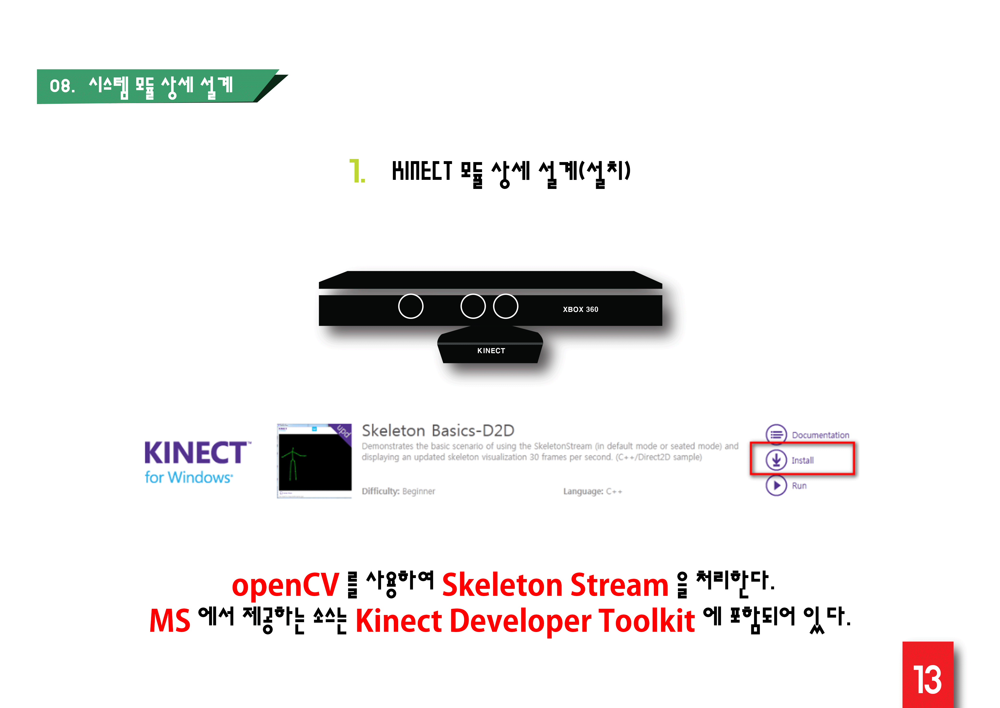 08. 시스템 모듈 상세 설계
1. KINECT 모듈 상세 설계(설치)
XBOX 360
KINECT
KINECT™
for Windows®
upd
Skeleton Basics-D2D
Demonstrates the basic scenario of using the SkeletonStream (in default mode or seated mode) and
displaying an updated skeleton visualization 30 frames per second. (C++/Direct2D sample)
Difficulty: Beginner
Language: C++
Documentation
Install
Run
openCV 를 사용하여 Skeleton Stream 을 처리한다.
MS 에서 제공하는 소스는 Kinect Developer Toolkit 에 포함되어 있다.
13